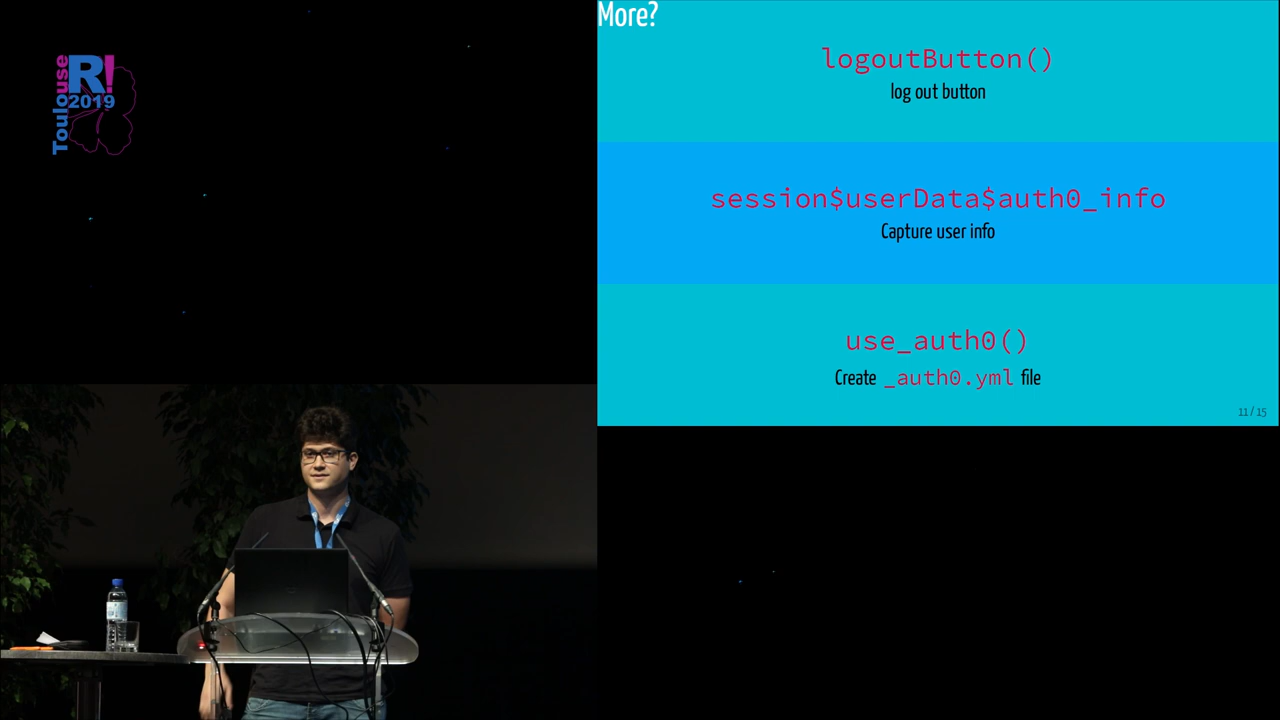 Toulouse
R!
2019
More?
logoutButton()
log out button
session$userData$auth0_info
Capture user info
use_auth0()
Create _auth0.yml file
11 / 15